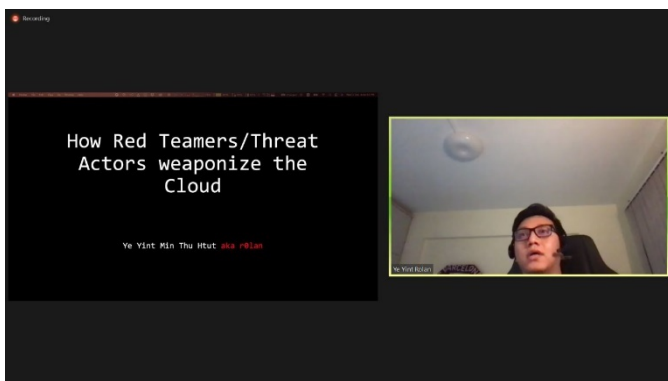 Recording
How Red Teamers/Threat
Actors weaponize the
Cloud
Ye Yint Min Thu Htut aka r0lan
Ye Yint Rolan